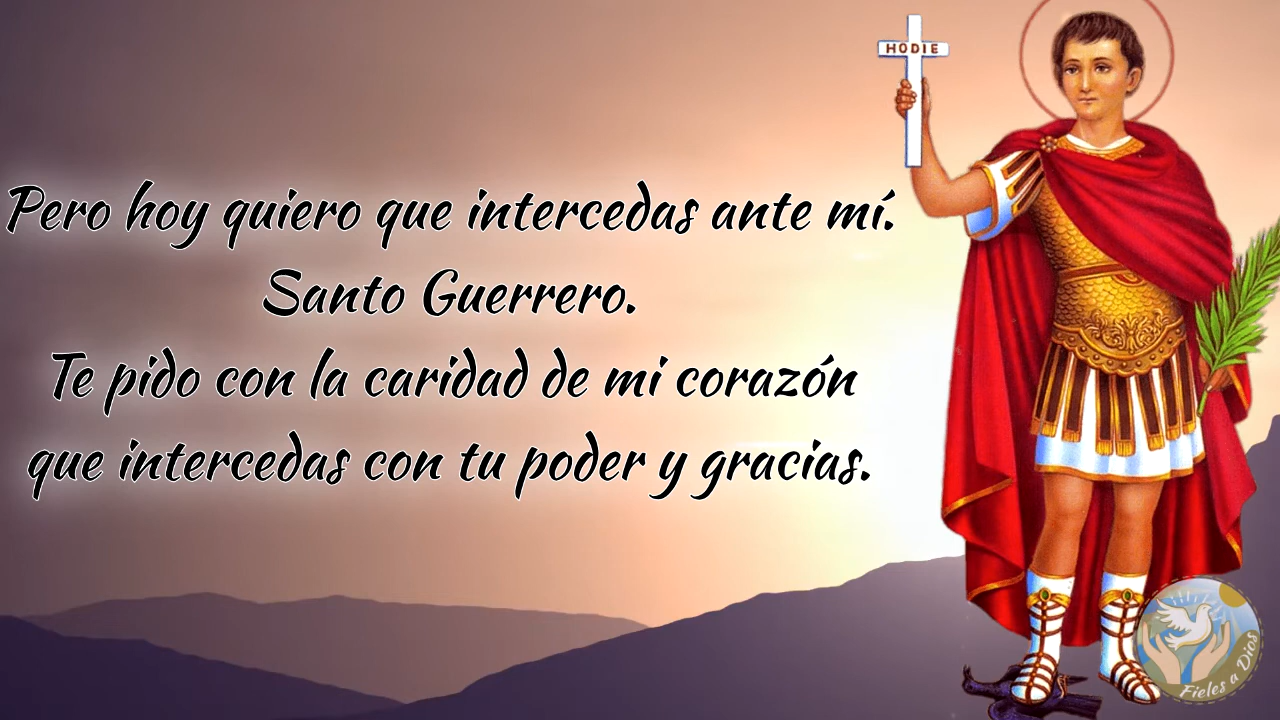 HODIE
Pero hoy quiero que intercedas ante mí.
Santo Guerrero.
Te pido con la caridad de mi corazón
que intercedas con tu poder y gracias.
Fieles a Dios